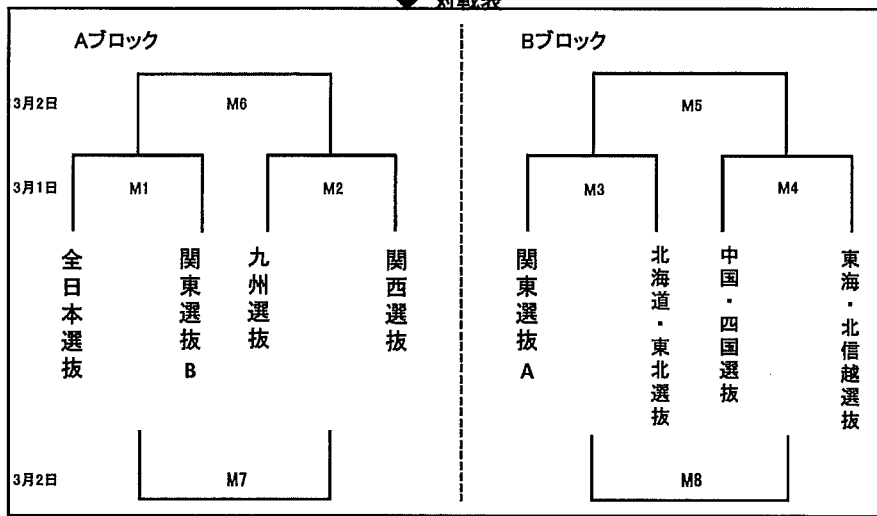 ◆ 対戦表
Aブロック
Bブロック
3月2日
M6
M5
3月1日
M1
M2
M3
M4
全日本選抜
関東選抜B
九州選抜
関西選抜
関東選抜A
北海道・東北選抜
中国・四国選抜
東海・北信越選抜
3月2日
M7
M8